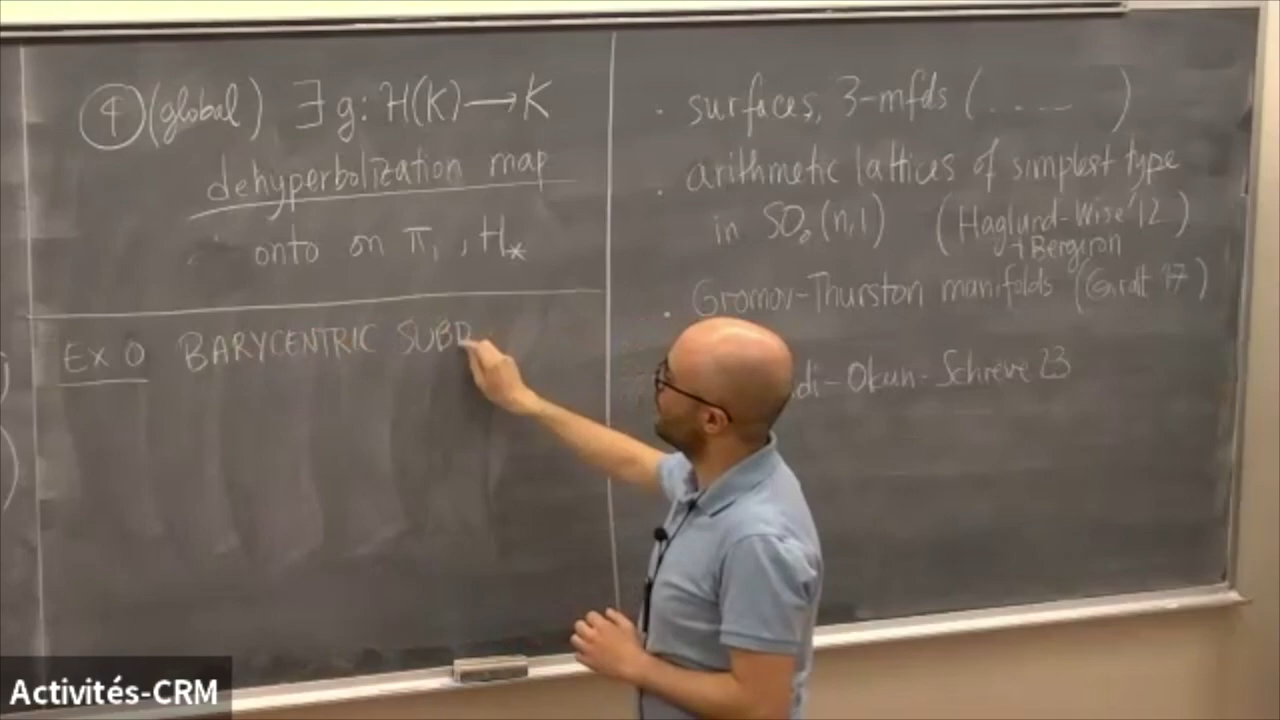 ④ (global) ∃ g: H(K) → K
dehyperbolization map
onto on π₁, H_*
Ex 0 BARYCENTRIC SUBD
· surfaces, 3-mfds (.....)
· arithmetic lattices of simplest type
in SO₀(n,1) (Haglund-Wise '12)
+ Bergeron
· Gromov-Thurston manifolds (Giralt '17)
di-Okun-Schreve 23
Activités-CRM